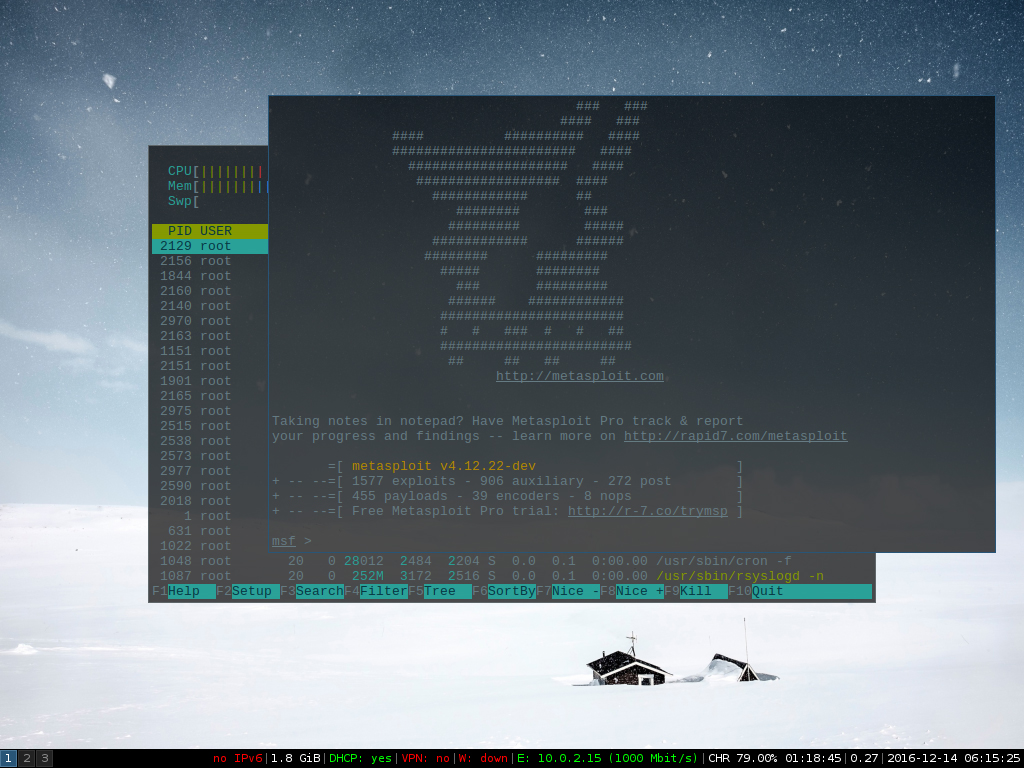 http://metasploit.com
Taking notes in notepad? Have Metasploit Pro track & report
your progress and findings -- learn more on http://rapid7.com/metasploit
=[ metasploit v4.12.22-dev ]
+ -- --=[ 1577 exploits - 906 auxiliary - 272 post ]
+ -- --=[ 455 payloads - 39 encoders - 8 nops ]
+ -- --=[ Free Metasploit Pro trial: http://r-7.co/trymsp ]
msf >
CPU[||||||||
Mem[|||||||||
Swp[
PID USER
2129 root
2156 root
1844 root
2160 root
2140 root
2970 root
2163 root
1151 root
2151 root
1901 root
2165 root
2975 root
2515 root
2538 root
2573 root
2977 root
2590 root
2018 root
1 root
631 root
1022 root
1048 root 20 0 28012 2484 2204 S 0.0 0.1 0:00.00 /usr/sbin/cron -f
1087 root 20 0 252M 3172 2516 S 0.0 0.1 0:00.00 /usr/sbin/rsyslogd -n
F1Help F2Setup F3SearchF4FilterF5Tree F6SortByF7Nice -F8Nice +F9Kill F10Quit
1 2 3 no IPv6|1.8 GiB|DHCP: yes|VPN: no|W: down|E: 10.0.2.15 (1000 Mbit/s)|CHR 79.00% 01:18:45|0.27|2016-12-14 06:15:25